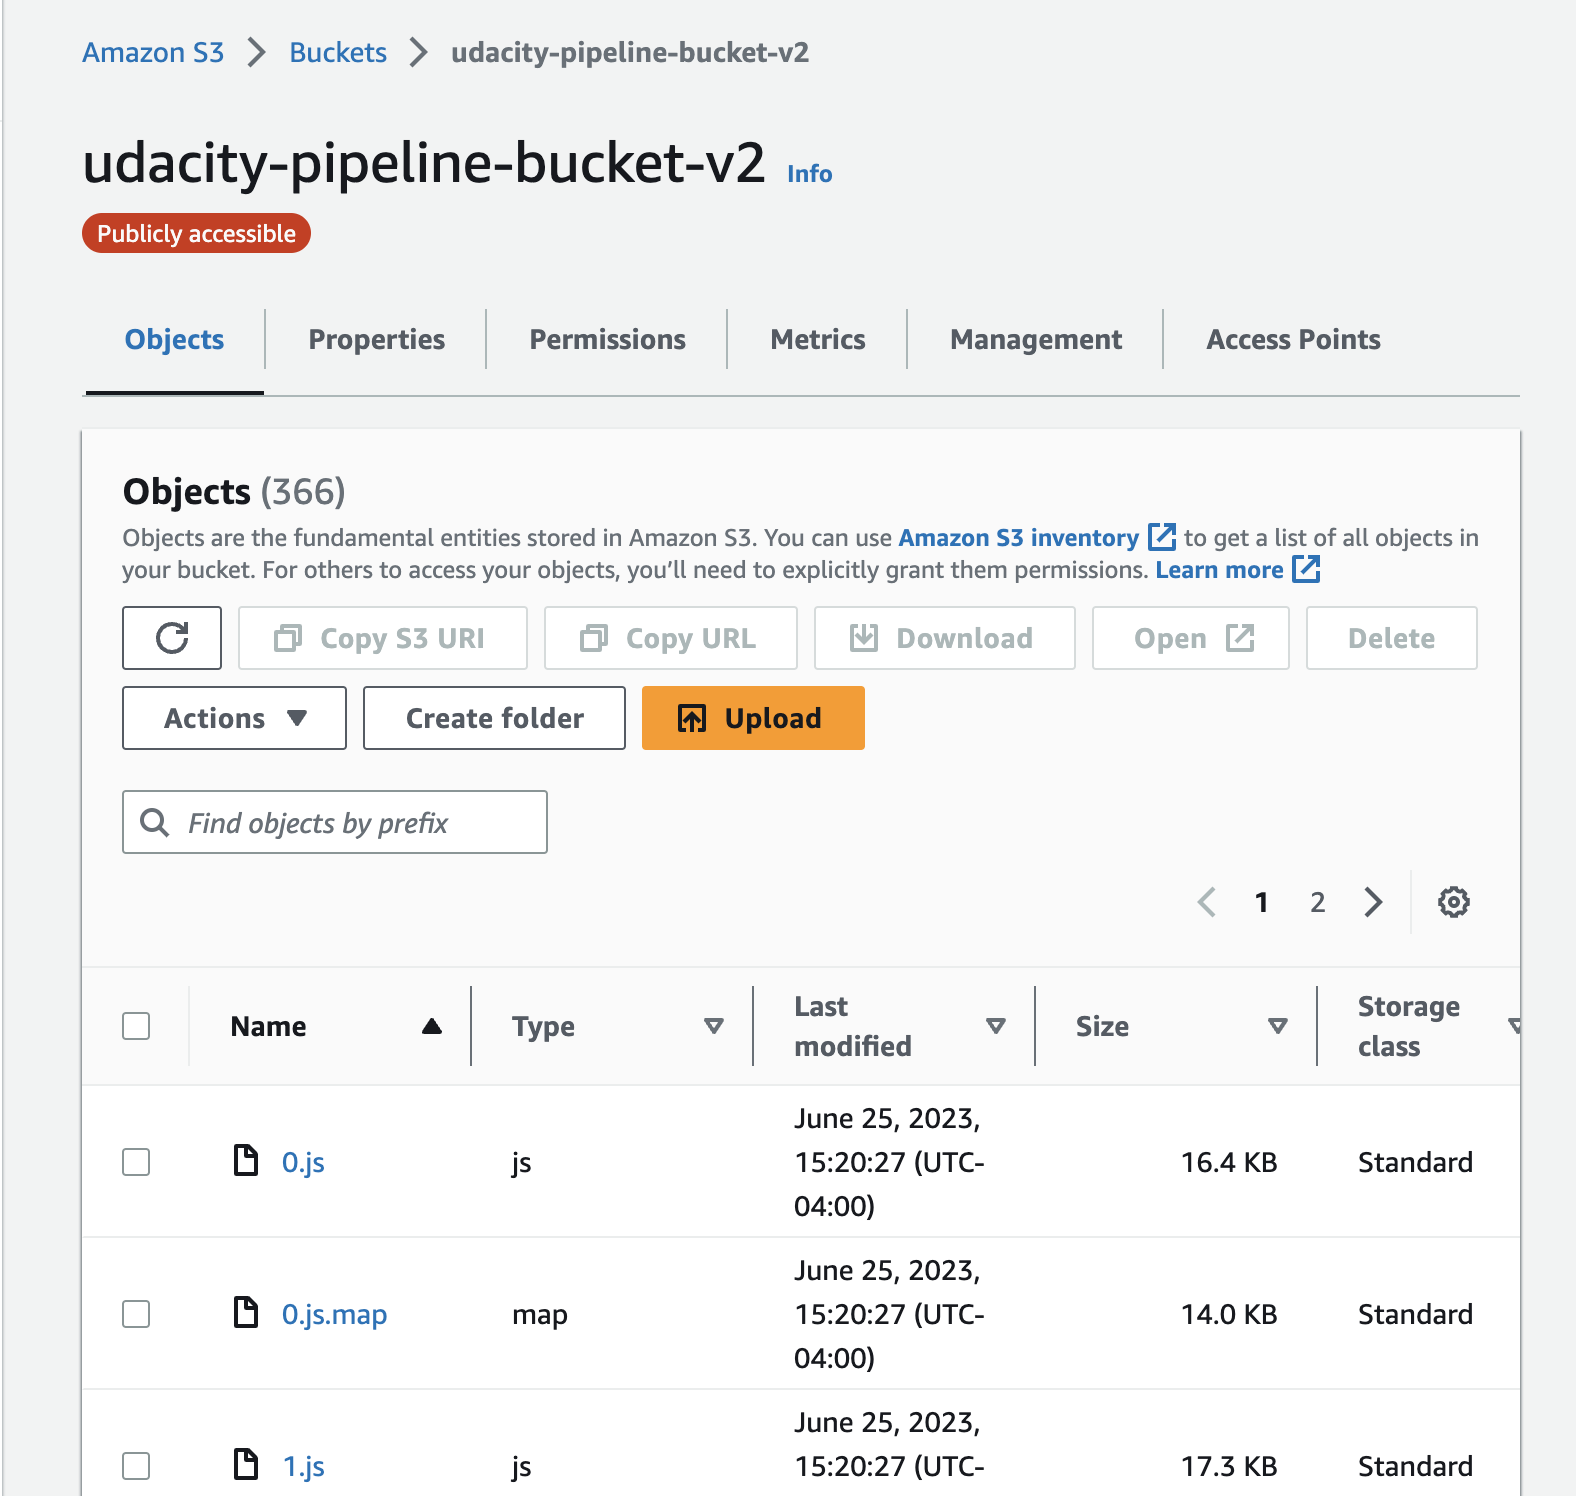 Amazon S3 > Buckets > udacity-pipeline-bucket-v2
udacity-pipeline-bucket-v2 Info
Publicly accessible
Objects Properties Permissions Metrics Management Access Points
Objects (366)
Objects are the fundamental entities stored in Amazon S3. You can use Amazon S3 inventory to get a list of all objects in
your bucket. For others to access your objects, you’ll need to explicitly grant them permissions. Learn more
Copy S3 URI Copy URL Download Open Delete
Actions Create folder Upload
Find objects by prefix
1 2
Name Type Last modified Size Storage class
0.js js June 25, 2023, 15:20:27 (UTC-04:00) 16.4 KB Standard
0.js.map map June 25, 2023, 15:20:27 (UTC-04:00) 14.0 KB Standard
1.js js June 25, 2023, 15:20:27 (UTC- 17.3 KB Standard